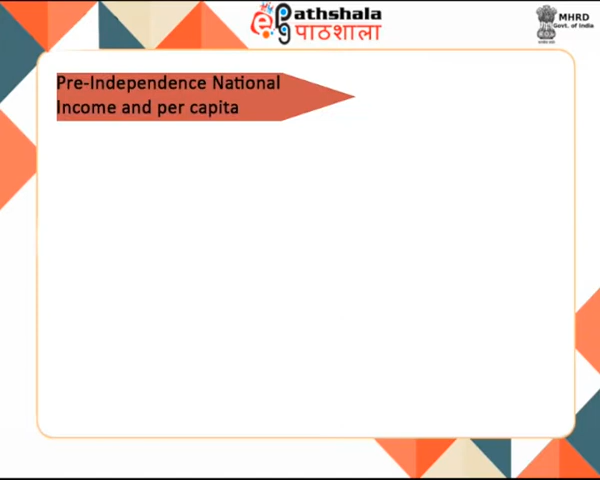 ePathshala
पाठशाला
MHRD
Govt. of India
Pre-Independence National
Income and per capita